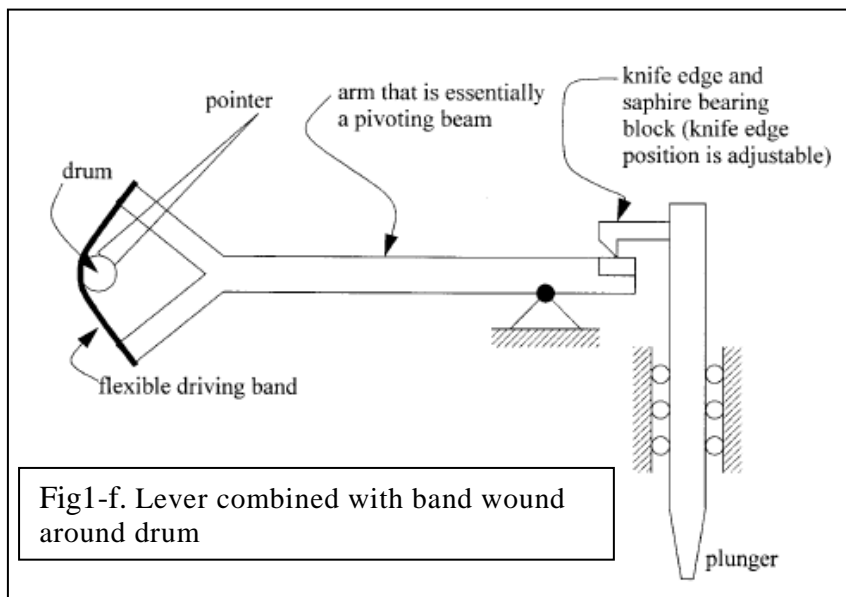 pointer
drum
arm that is essentially
a pivoting beam
knife edge and
saphire bearing
block (knife edge
position is adjustable)
flexible driving band
Fig1-f. Lever combined with band wound
around drum
plunger